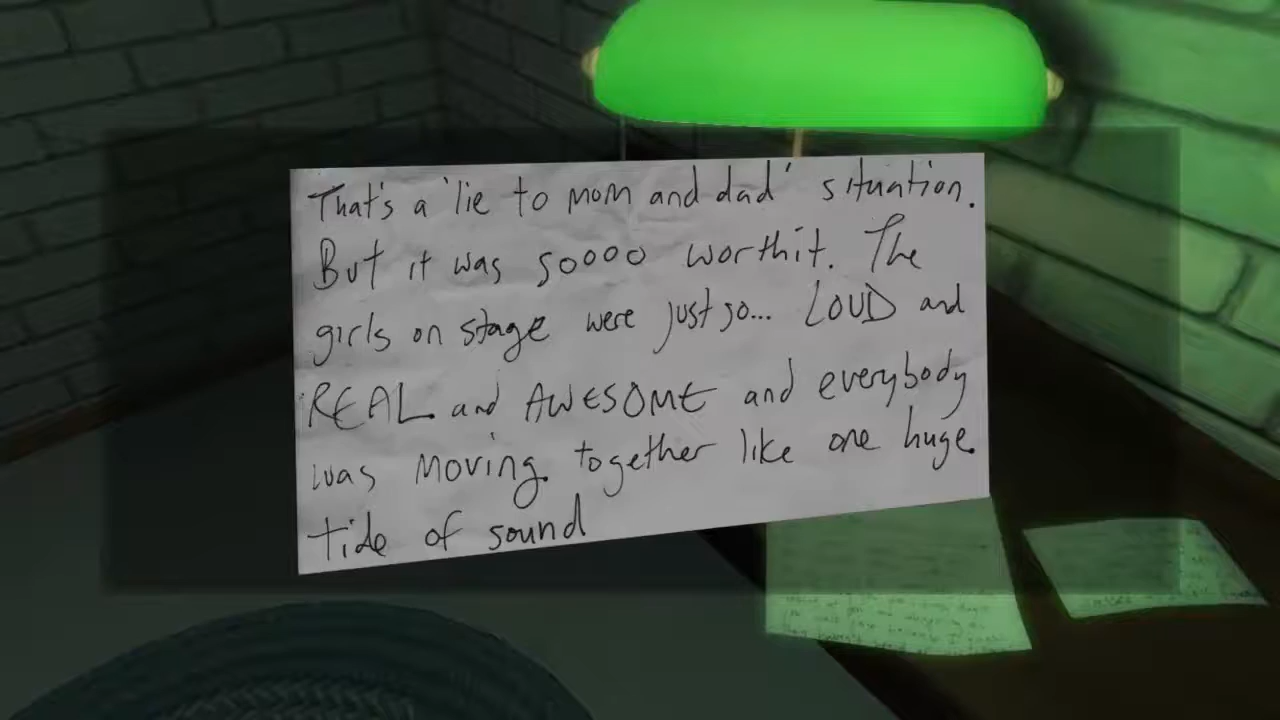 That's a 'lie to mom and dad' situation.
But it was soooo worthit. The
girls on stage were just so... LOUD and
REAL and AWESOME and everybody
was moving together like one huge
tide of sound